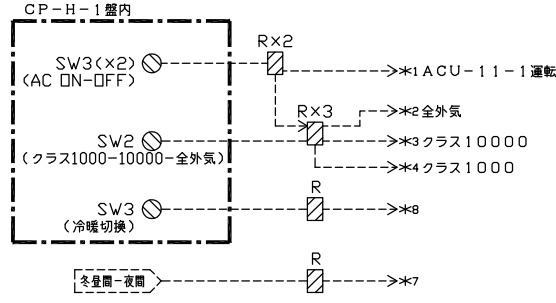 CP-H-1盤内
SW3(×2)
(AC ON-OFF)
R×2
*1 ACU-11-1運転
R×3
*2 全外気
SW2
*3 クラス10000
(クラス1000-10000-全外気)
*4 クラス1000
SW3
(冷暖切換)
R
*8
冬昼間-夜間
R
*7